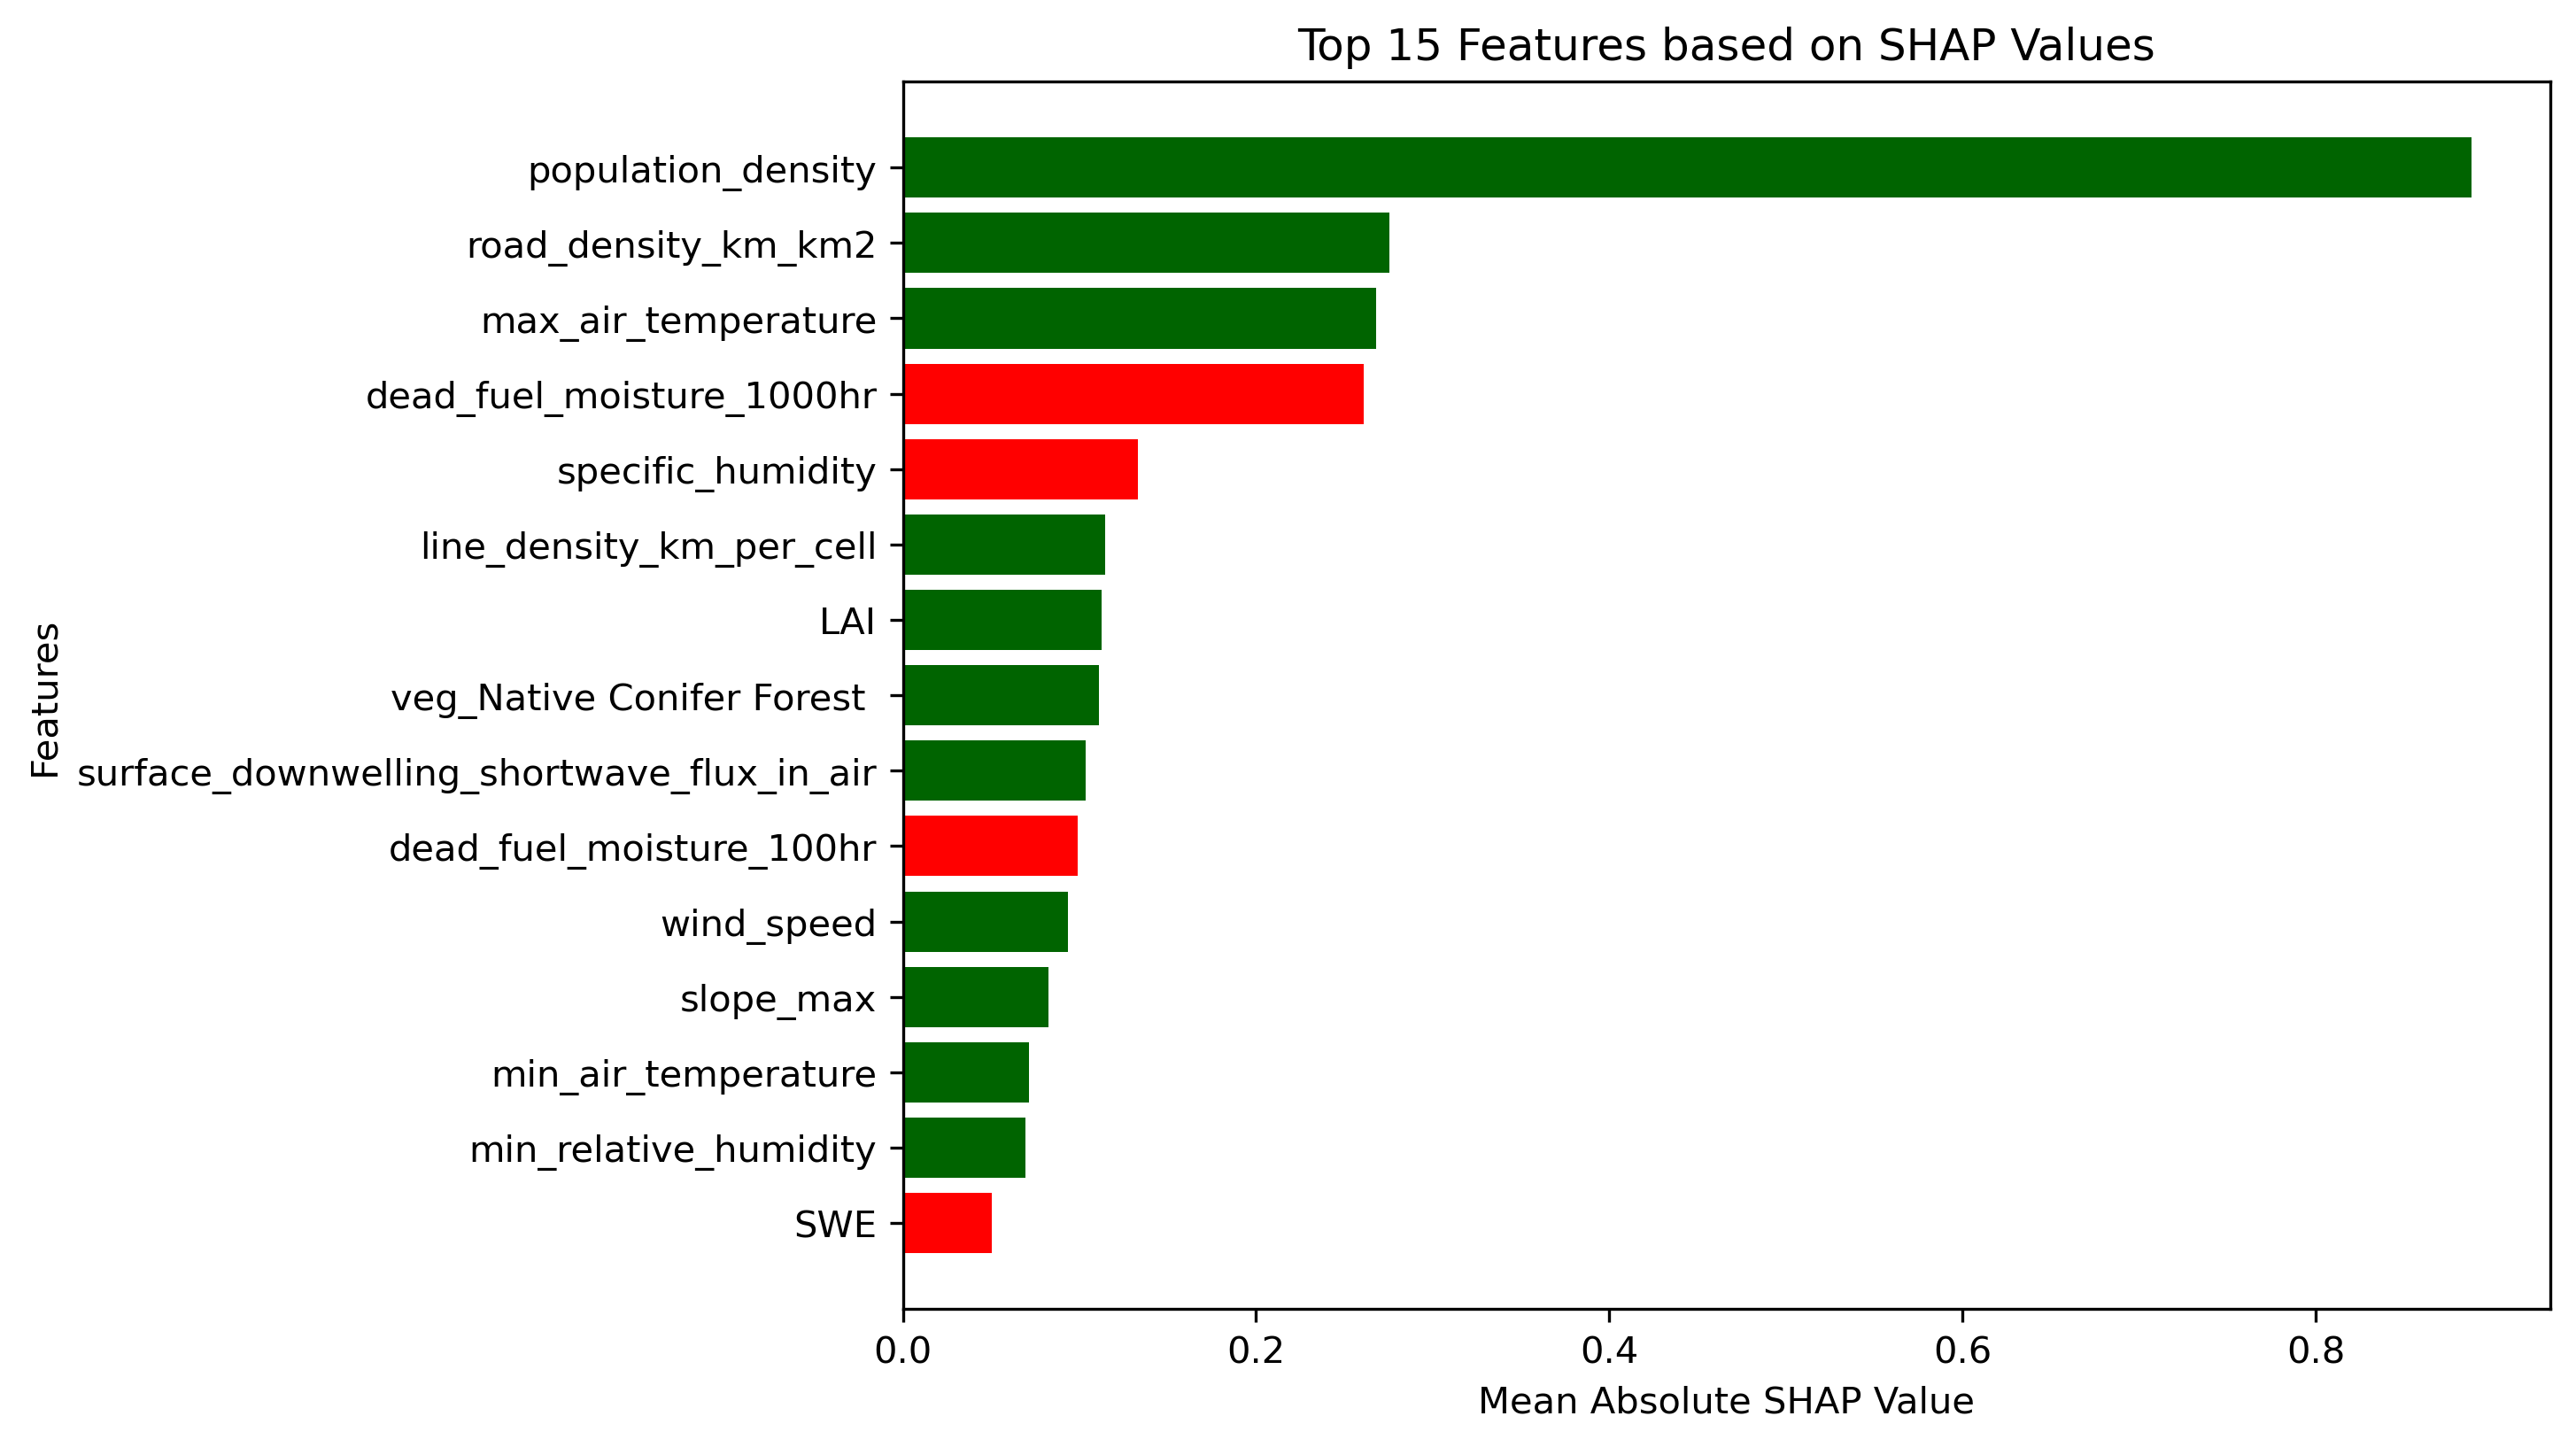 Top 15 Features based on SHAP Values
population_density
road_density_km_km2
max_air_temperature
dead_fuel_moisture_1000hr
specific_humidity
line_density_km_per_cell
LAI
veg_Native Conifer Forest
surface_downwelling_shortwave_flux_in_air
dead_fuel_moisture_100hr
wind_speed
slope_max
min_air_temperature
min_relative_humidity
SWE
Features
0.0 0.2 0.4 0.6 0.8
Mean Absolute SHAP Value